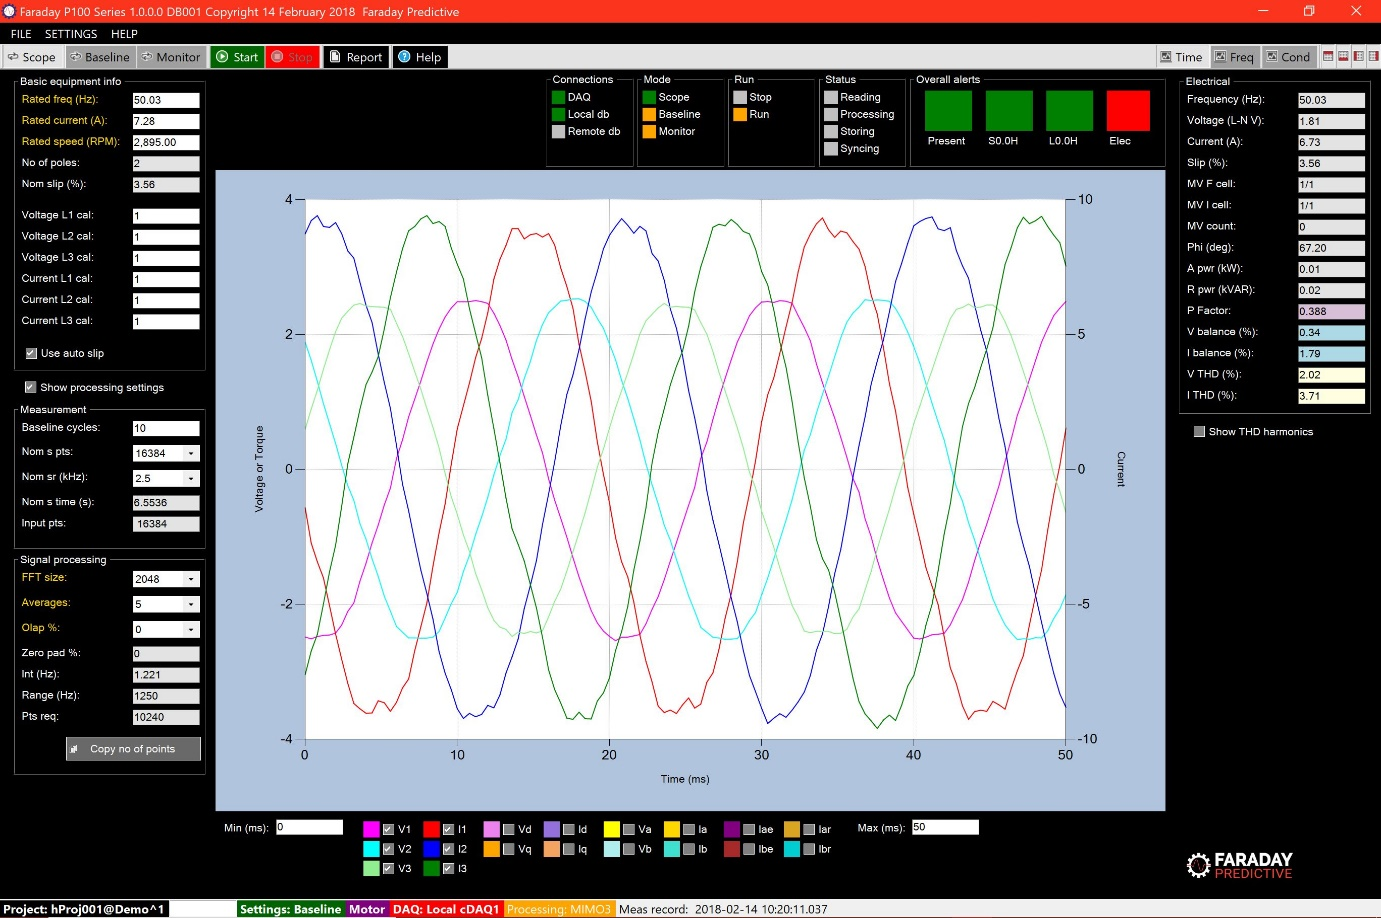 Faraday P100 Series 1.0.0.0 DB001 Copyright 14 February 2018  Faraday Predictive
FILE SETTINGS HELP
Scope Baseline Monitor Start Stop Report Help Time Freq Cond
Basic equipment info
Rated freq (Hz): 50.03
Rated current (A): 7.28
Rated speed (RPM): 2,895.00
No of poles: 2
Nom slip (%): 3.56
Voltage L1 cal: 1
Voltage L2 cal: 1
Voltage L3 cal: 1
Current L1 cal: 1
Current L2 cal: 1
Current L3 cal: 1
Use auto slip
Show processing settings
Measurement
Baseline cycles: 10
Nom s pts: 16384
Nom sr (kHz): 2.5
Nom s time (s): 6.5536
Input pts: 16384
Signal processing
FFT size: 2048
Averages: 5
Olap %: 0
Zero pad %: 0
Int (Hz): 1.221
Range (Hz): 1250
Pts req: 10240
Copy no of points
Connections
DAQ
Local db
Remote db
Mode
Scope
Baseline
Monitor
Run
Stop
Run
Status
Reading
Processing
Storing
Syncing
Overall alerts
Present S0.0H L0.0H Elec
4
2
0
-2
-4
Voltage or Torque
10
5
0
-5
-10
Current
0 10 20 30 40 50
Time (ms)
Min (ms): 0
V1 I1 Vd Id Va Ia Iae Iar
V2 I2 Vq Iq Vb Ib Ibe Ibr
V3 I3
Max (ms): 50
Electrical
Frequency (Hz): 50.03
Voltage (L-N V): 1.81
Current (A): 6.73
Slip (%): 3.56
MV F cell: 1/1
MV I cell: 1/1
MV count: 0
Phi (deg): 67.20
A pwr (kW): 0.01
R pwr (kVAR): 0.02
P Factor: 0.388
V balance (%): 0.34
I balance (%): 1.79
V THD (%): 2.02
I THD (%): 3.71
Show THD harmonics
FARADAY
PREDICTIVE
Project: hProj001@Demo^1 Settings: Baseline Motor DAQ: Local cDAQ1 Processing: MIMO3 Meas record: 2018-02-14 10:20:11.037